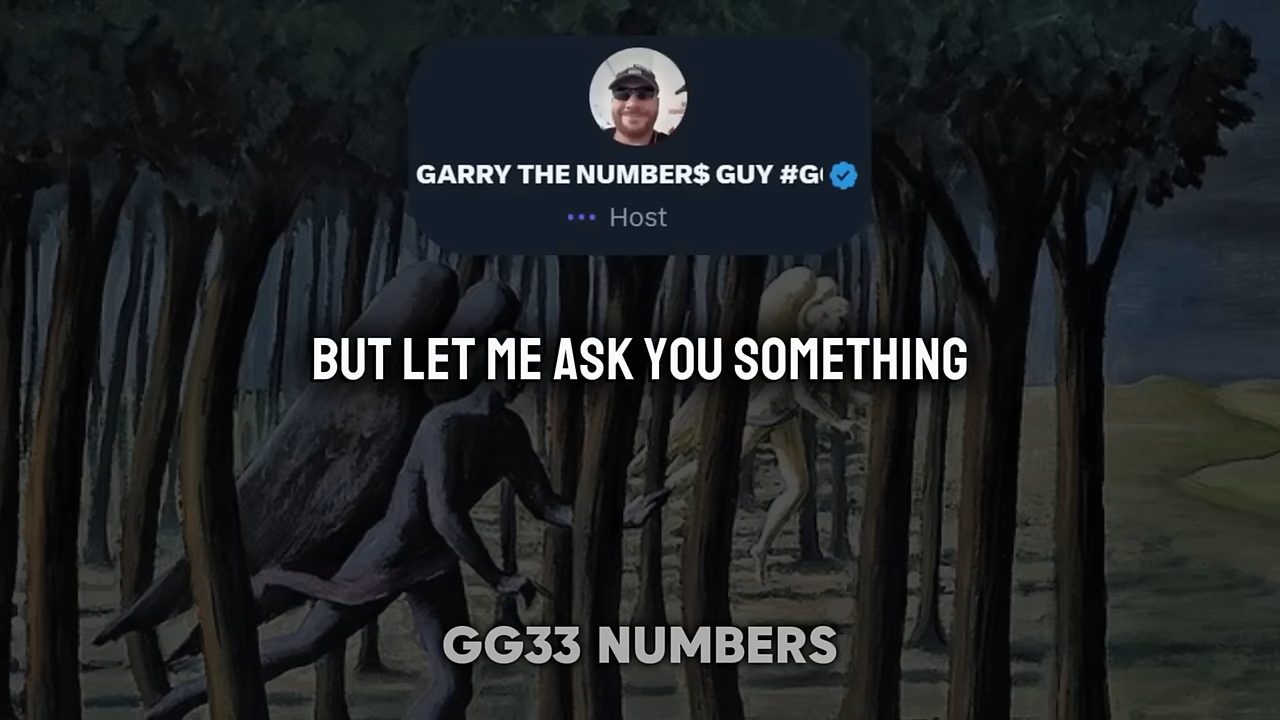 GARRY THE NUMBER$ GUY #G
Host
BUT LET ME ASK YOU SOMETHING
GG33 NUMBERS